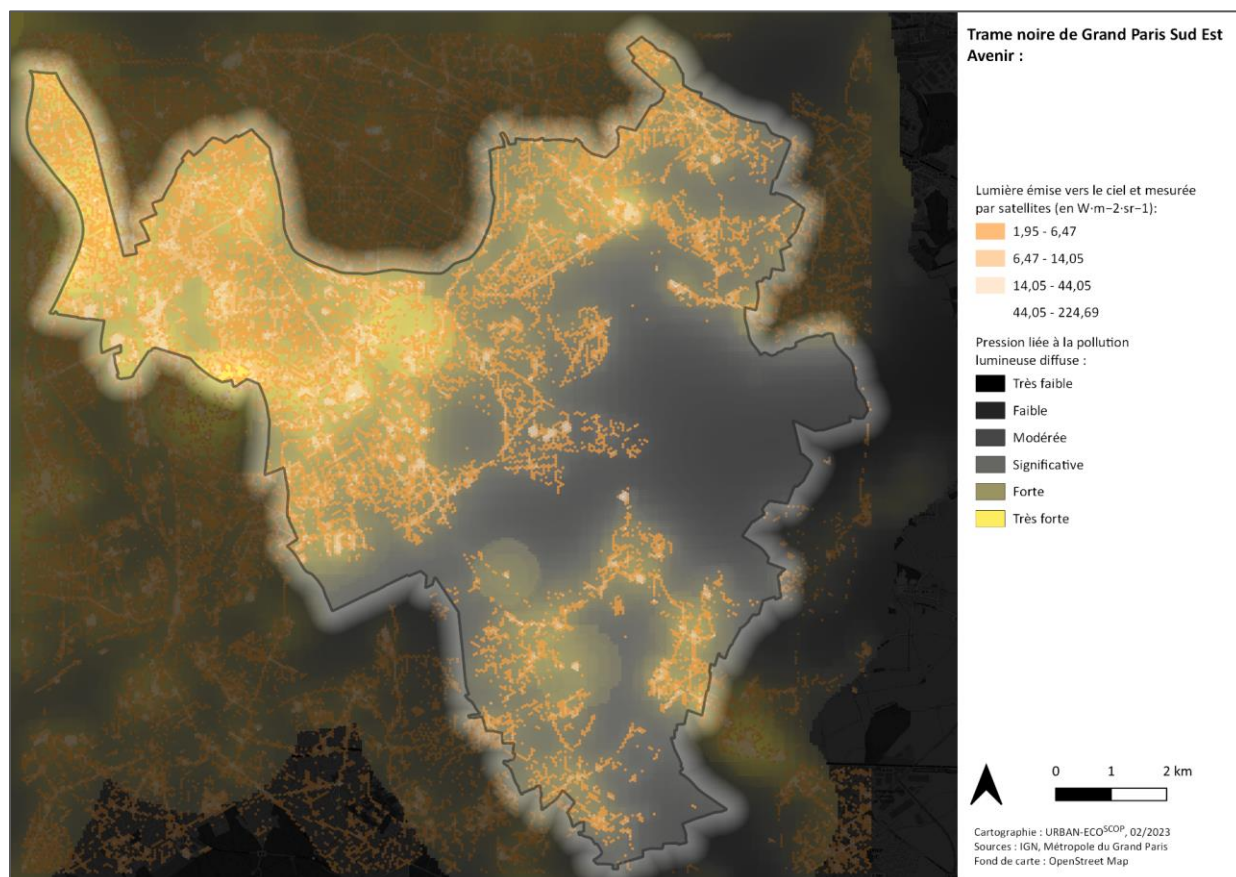 Trame noire de Grand Paris Sud Est
Avenir :
Lumière émise vers le ciel et mesurée
par satellites (en W·m−2·sr−1):
1,95 - 6,47
6,47 - 14,05
14,05 - 44,05
44,05 - 224,69
Pression liée à la pollution
lumineuse diffuse :
Très faible
Faible
Modérée
Significative
Forte
Très forte
0 1 2 km
Cartographie : URBAN-ECOSCOP, 02/2023
Sources : IGN, Métropole du Grand Paris
Fond de carte : OpenStreet Map